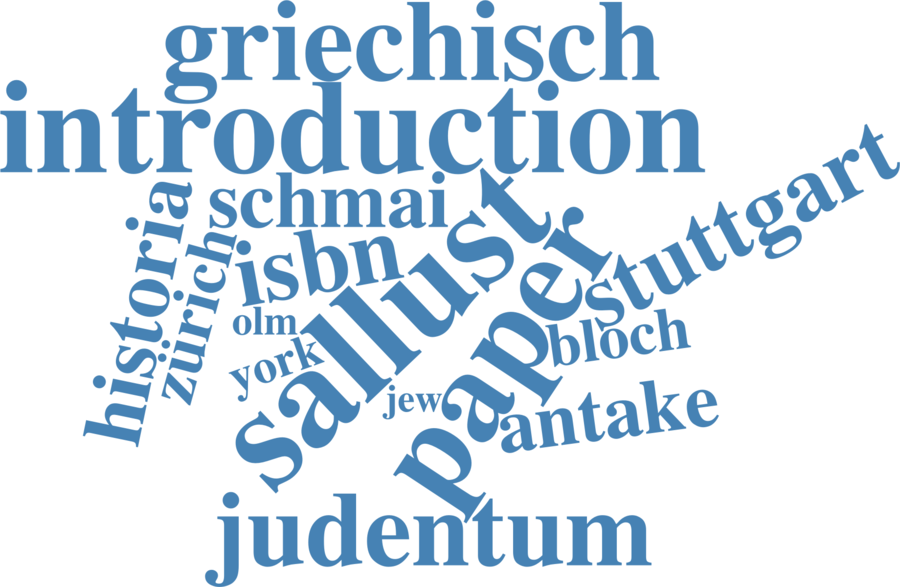 griechisch
introduction
schmai
historia
zürich
isbn
sallust
stuttgart
olm
york
paper
bloch
jew
antake
judentum